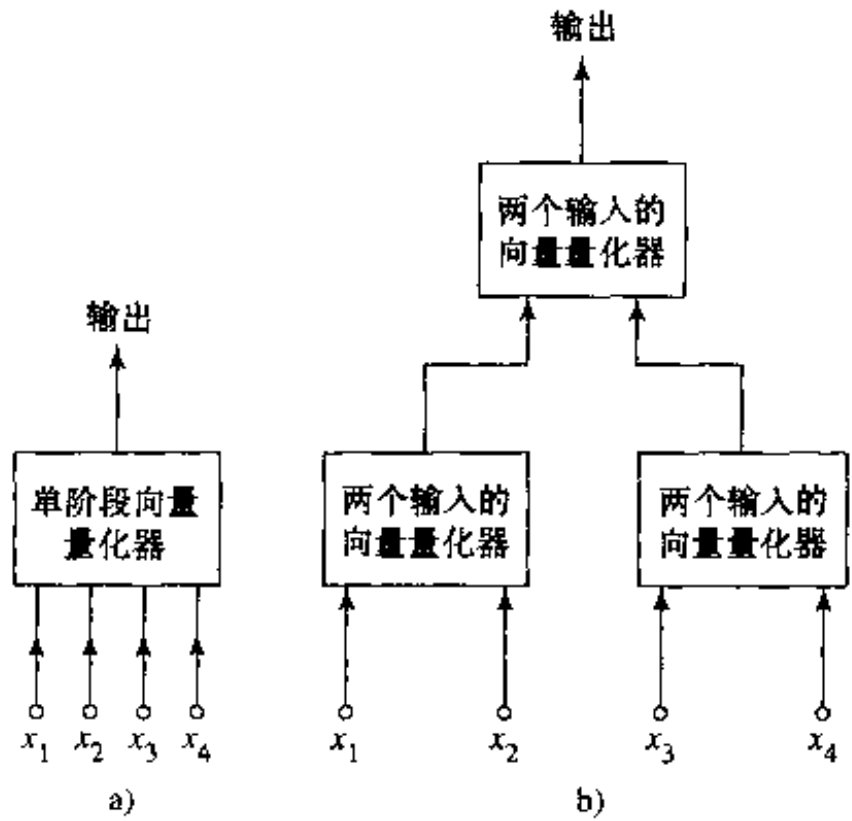 输出
单阶段向量
量化器
x1 x2 x3 x4
a)
输出
两个输入的
向量量化器
两个输入的
向量量化器
两个输入的
向量量化器
x1 x2 x3 x4
b)